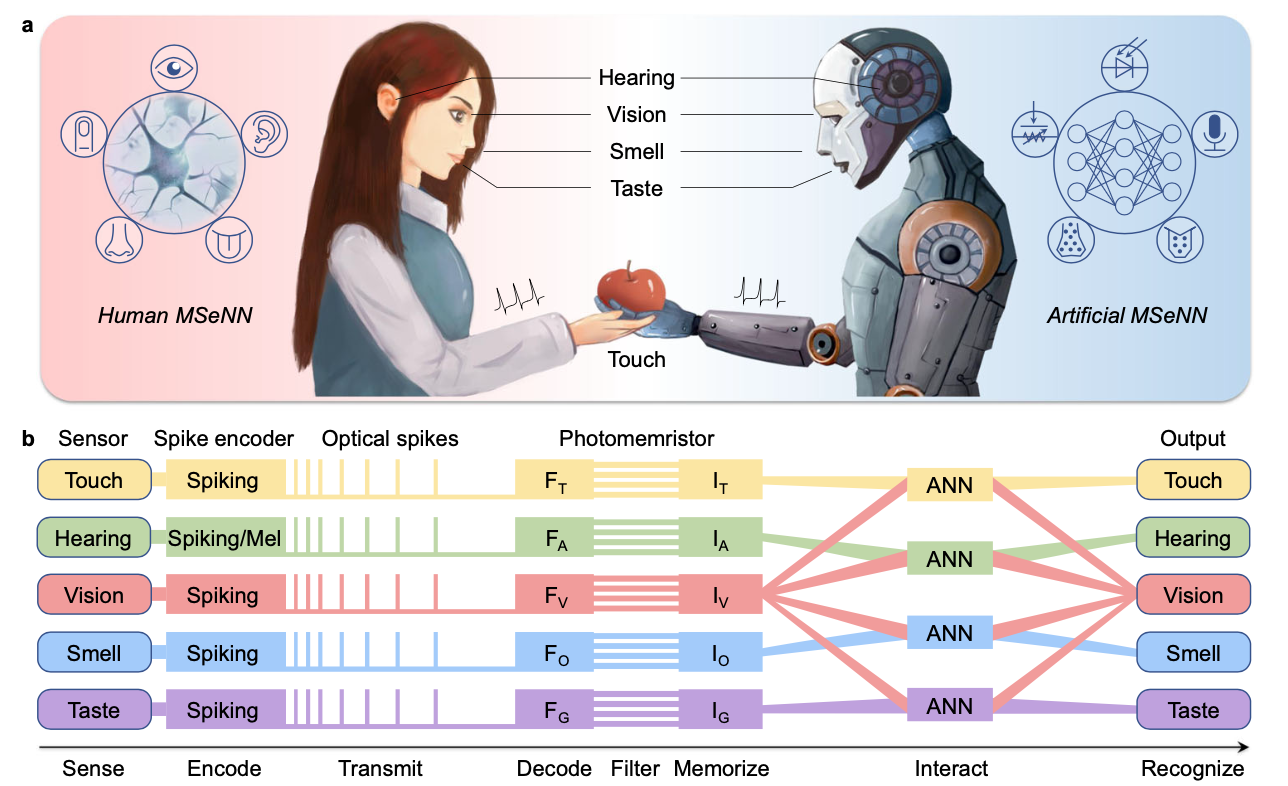 a
Hearing
Vision
Smell
Taste
Human MSeNN
Artificial MSeNN
Touch
b Sensor Spike encoder Optical spikes Photomemristor Output
Touch Spiking F_T I_T ANN Touch
Hearing Spiking/Mel F_A I_A ANN Hearing
Vision Spiking F_V I_V Vision
Smell Spiking F_O I_O ANN Smell
Taste Spiking F_G I_G ANN Taste
Sense Encode Transmit Decode Filter Memorize Interact Recognize